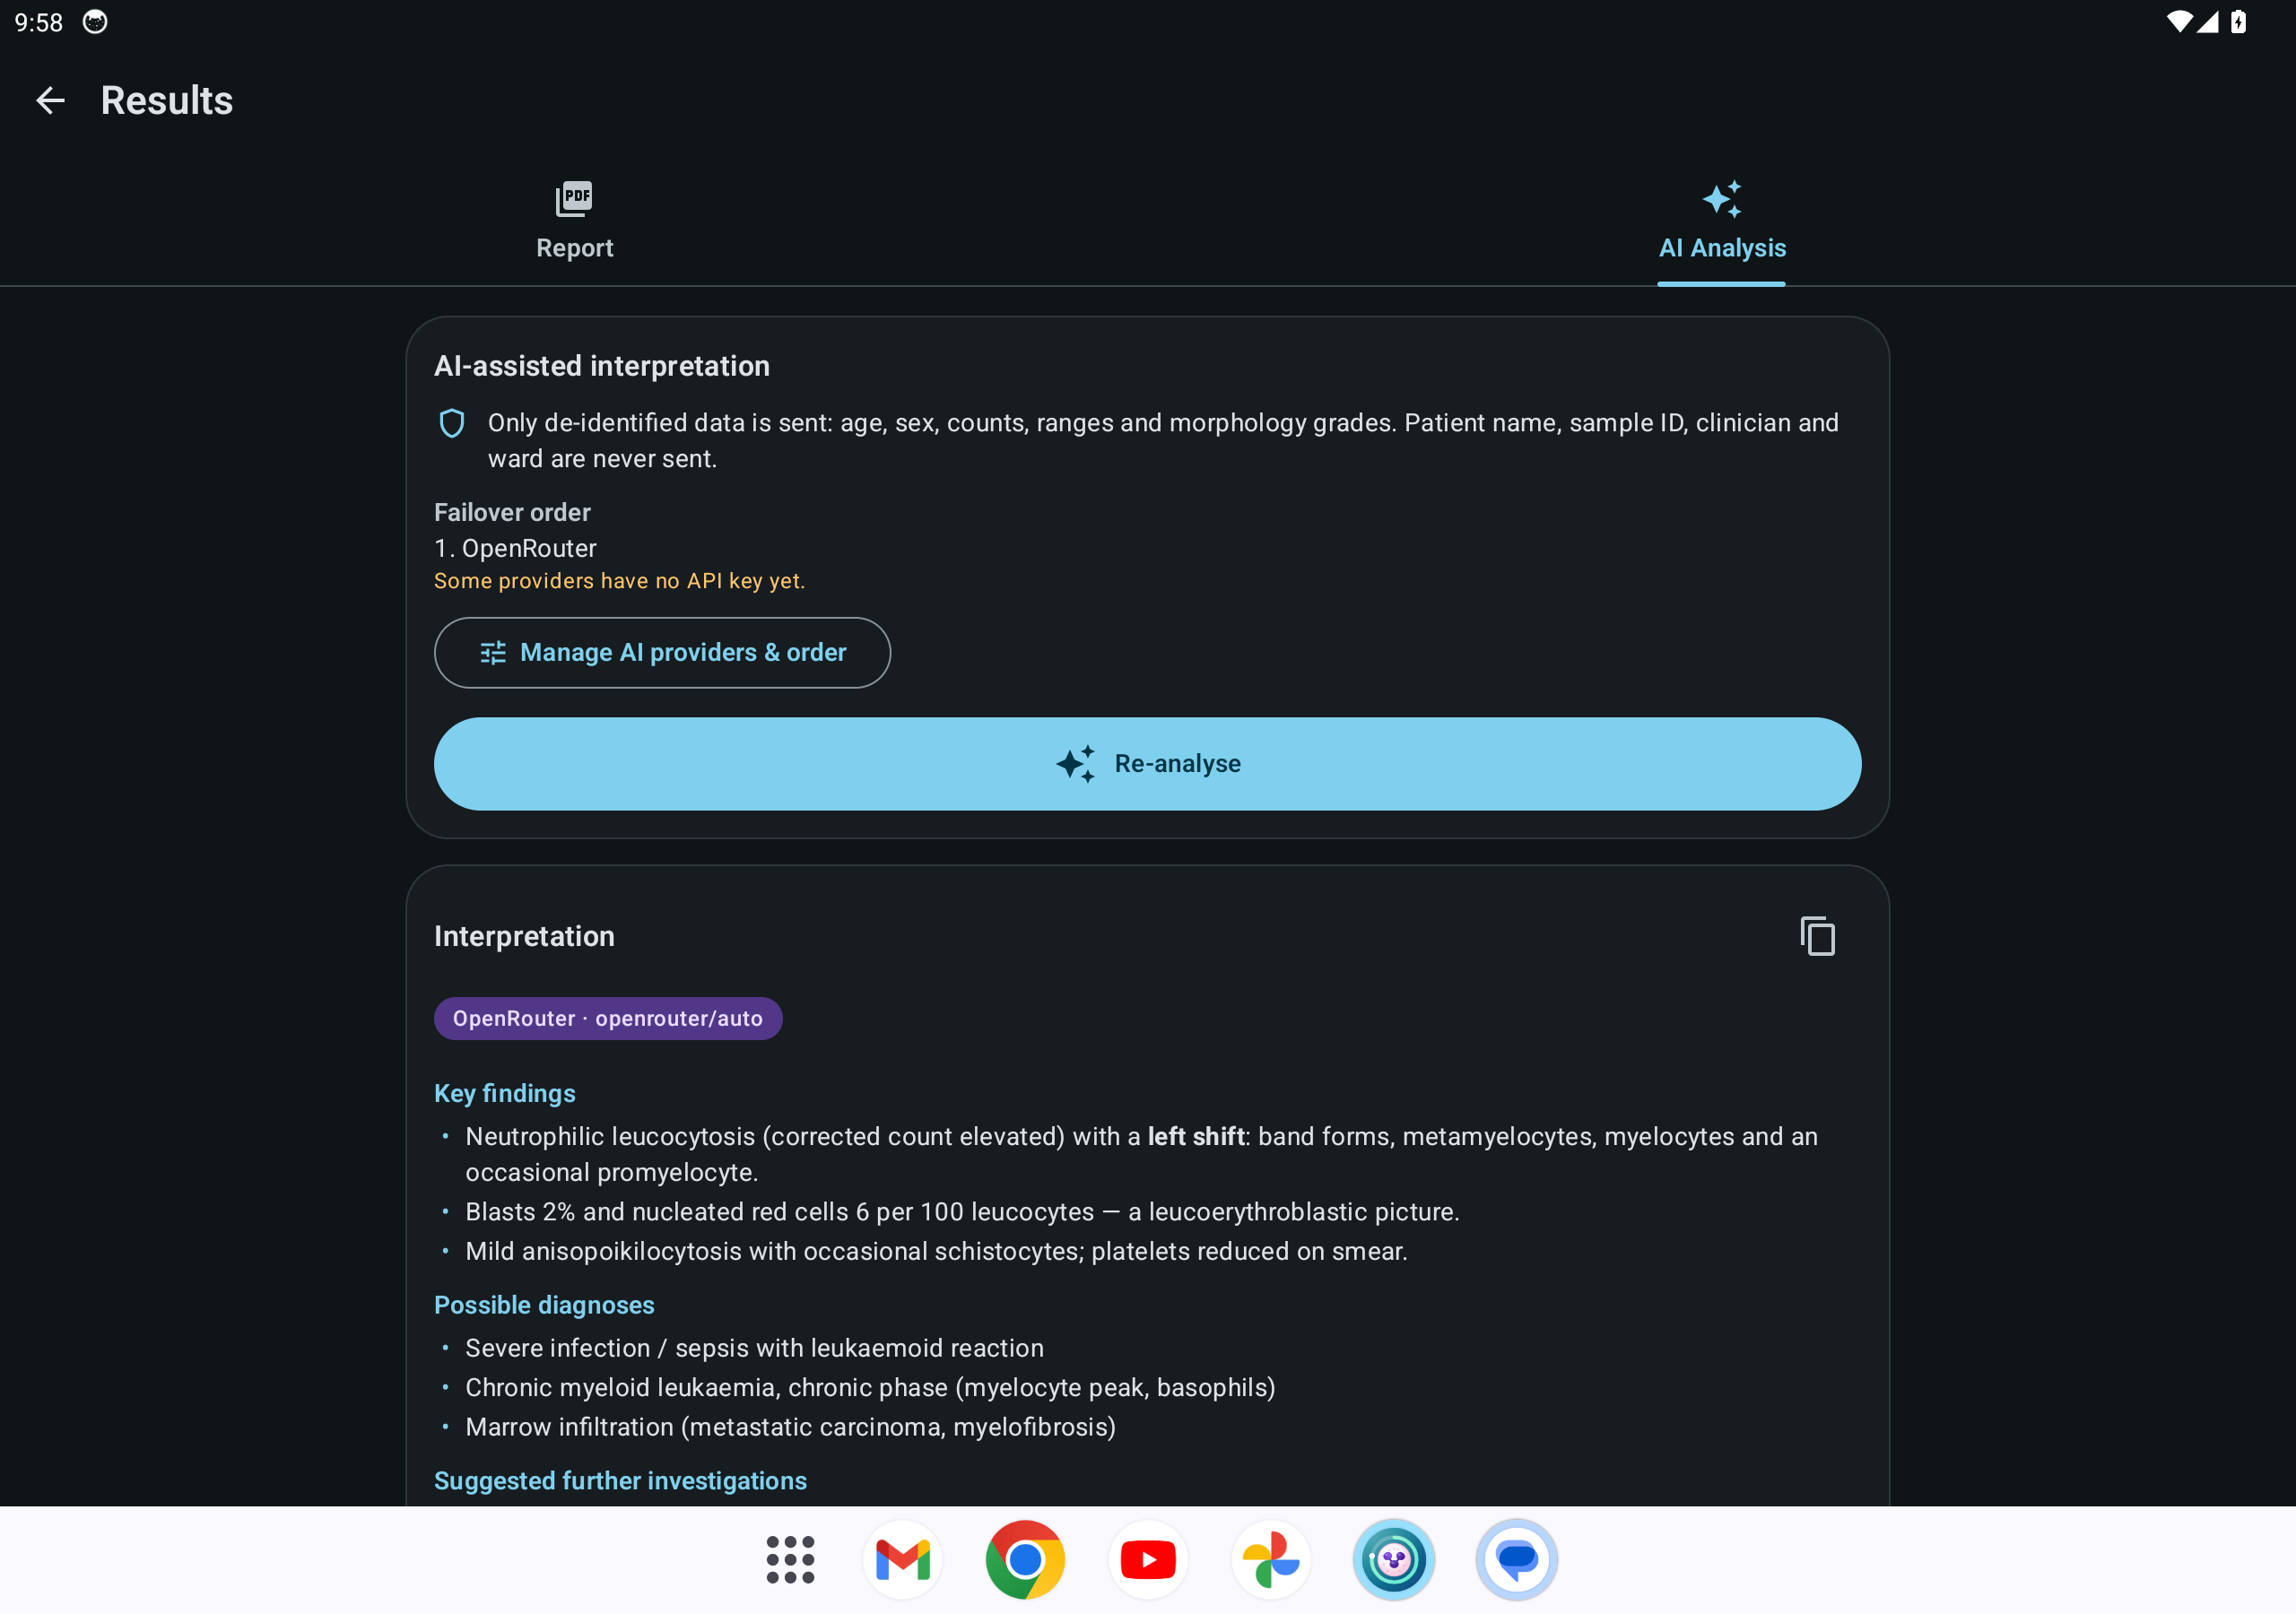 9:58
Results
PDF
Report
AI Analysis
AI-assisted interpretation
Only de-identified data is sent: age, sex, counts, ranges and morphology grades. Patient name, sample ID, clinician and
ward are never sent.
Failover order
1. OpenRouter
Some providers have no API key yet.
Manage AI providers & order
Re-analyse
Interpretation
OpenRouter · openrouter/auto
Key findings
• Neutrophilic leucocytosis (corrected count elevated) with a left shift: band forms, metamyelocytes, myelocytes and an
occasional promyelocyte.
• Blasts 2% and nucleated red cells 6 per 100 leucocytes — a leucoerythroblastic picture.
• Mild anisopoikilocytosis with occasional schistocytes; platelets reduced on smear.
Possible diagnoses
• Severe infection / sepsis with leukaemoid reaction
• Chronic myeloid leukaemia, chronic phase (myelocyte peak, basophils)
• Marrow infiltration (metastatic carcinoma, myelofibrosis)
Suggested further investigations